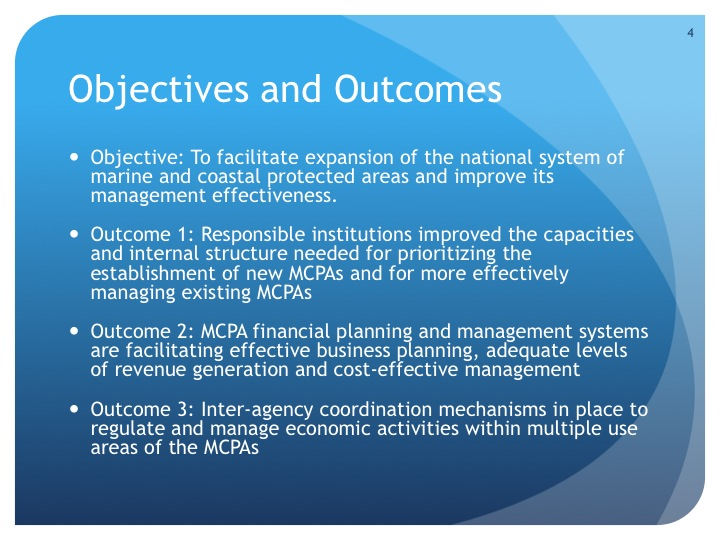 4
Objectives and Outcomes
• Objective: To facilitate expansion of the national system of
marine and coastal protected areas and improve its
management effectiveness.
• Outcome 1: Responsible institutions improved the capacities
and internal structure needed for prioritizing the
establishment of new MCPAs and for more effectively
managing existing MCPAs
• Outcome 2: MCPA financial planning and management systems
are facilitating effective business planning, adequate levels
of revenue generation and cost-effective management
• Outcome 3: Inter-agency coordination mechanisms in place to
regulate and manage economic activities within multiple use
areas of the MCPAs